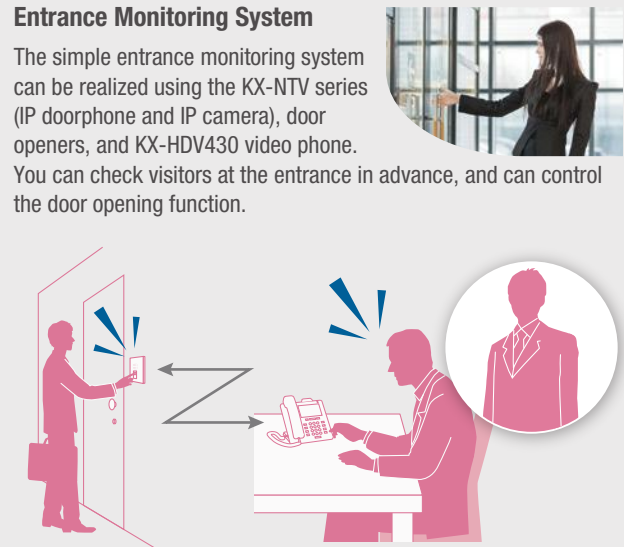 Entrance Monitoring System
The simple entrance monitoring system
can be realized using the KX-NTV series
(IP doorphone and IP camera), door
openers, and KX-HDV430 video phone.
You can check visitors at the entrance in advance, and can control
the door opening function.